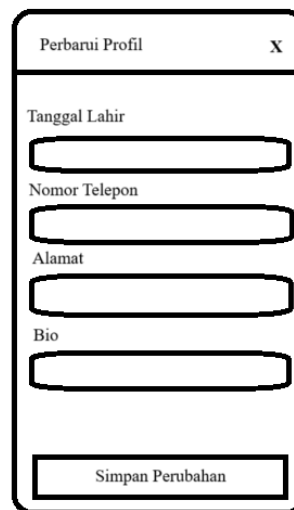 Perbarui Profil X
Tanggal Lahir
Nomor Telepon
Alamat
Bio
Simpan Perubahan